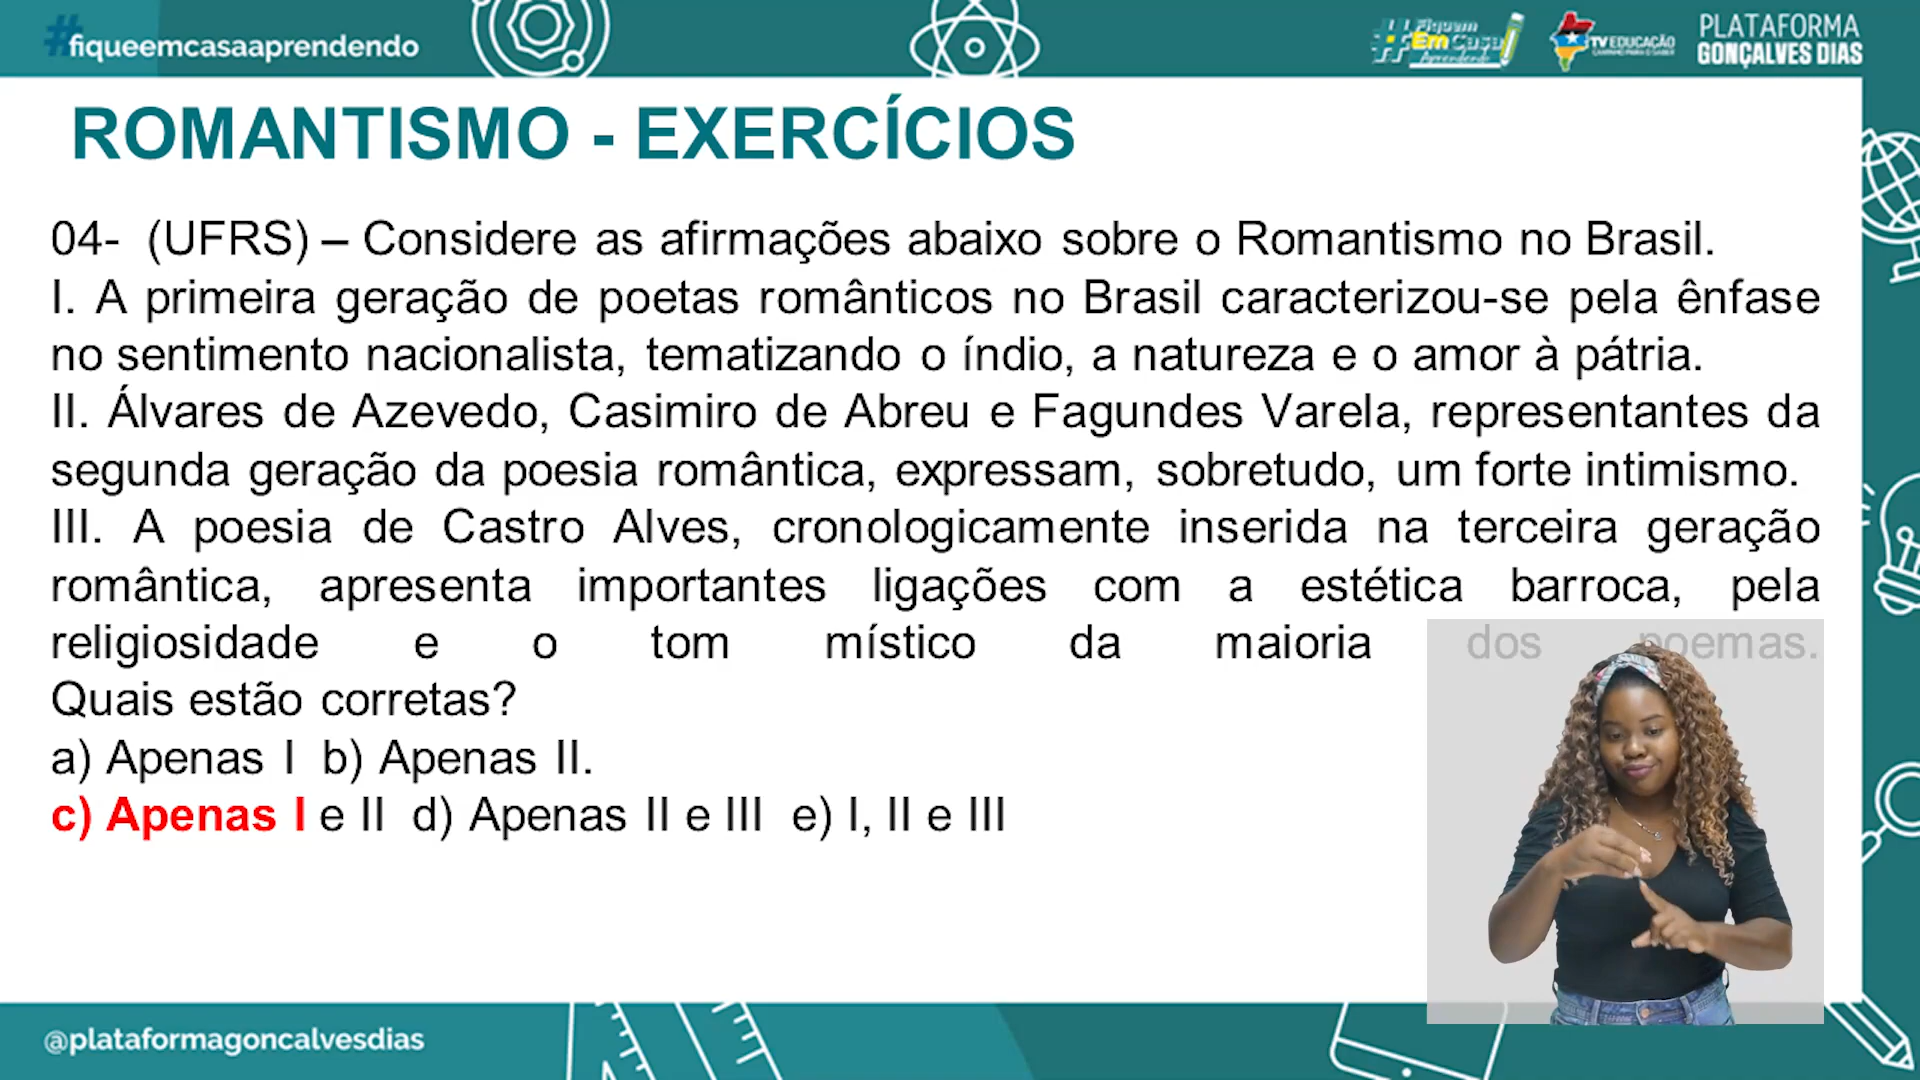 #fiqueemcasaaprendendo
#Fiquem
Em Casa
Aprendendo
TV EDUCAÇÃO
PLATAFORMA
GONÇALVES DIAS
ROMANTISMO - EXERCÍCIOS
04- (UFRS) – Considere as afirmações abaixo sobre o Romantismo no Brasil.
I. A primeira geração de poetas românticos no Brasil caracterizou-se pela ênfase
no sentimento nacionalista, tematizando o índio, a natureza e o amor à pátria.
II. Álvares de Azevedo, Casimiro de Abreu e Fagundes Varela, representantes da
segunda geração da poesia romântica, expressam, sobretudo, um forte intimismo.
III. A poesia de Castro Alves, cronologicamente inserida na terceira geração
romântica, apresenta importantes ligações com a estética barroca, pela
religiosidade e o tom místico da maioria dos poemas.
Quais estão corretas?
a) Apenas I b) Apenas II.
c) Apenas I e II d) Apenas II e III e) I, II e III
@plataformagoncalvesdias